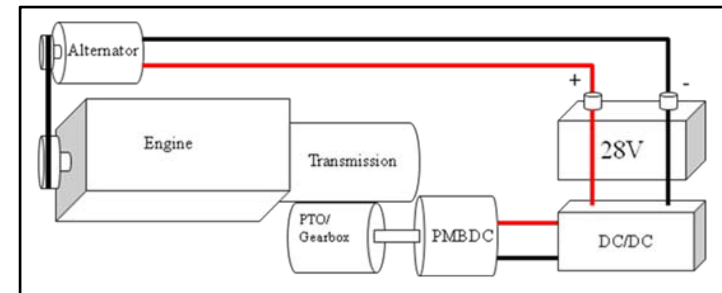 Alternator
+
-
Engine
28V
Transmission
PTO/
Gearbox
PMBDC
DC/DC